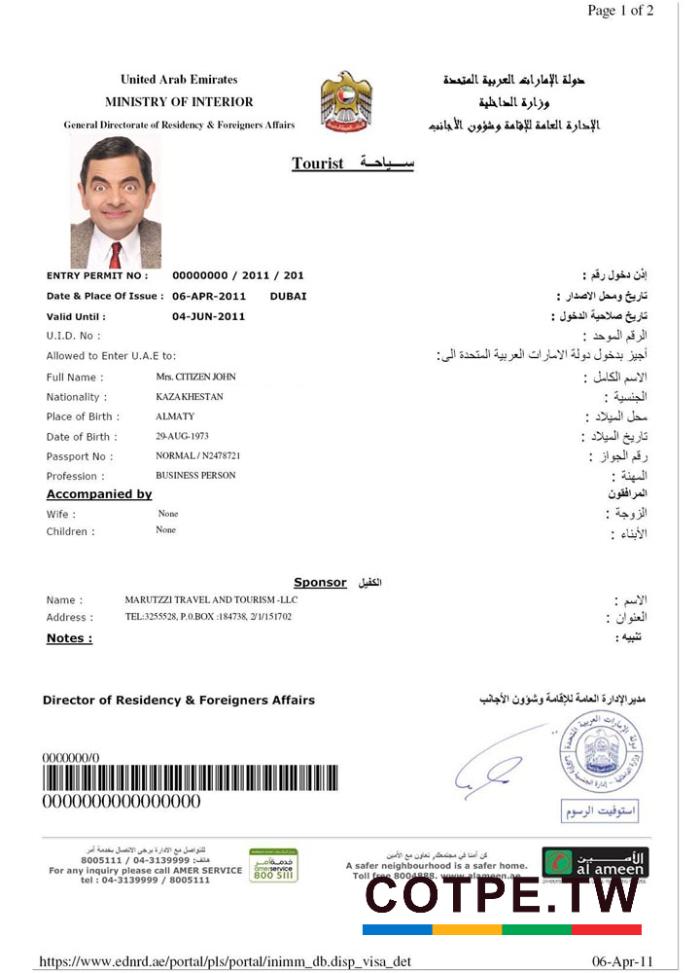 Page 1 of 2
United Arab Emirates
دولة الإمارات العربية المتحدة
MINISTRY OF INTERIOR
وزارة الداخلية
General Directorate of Residency & Foreigners Affairs
الإدارة العامة للإقامة وشؤون الأجانب
Tourist سـيـاحـة
ENTRY PERMIT NO : 00000000 / 2011 / 201 إذن دخول رقم :
Date & Place Of Issue : 06-APR-2011 DUBAI تاريخ ومحل الاصدار :
Valid Until : 04-JUN-2011 تاريخ صلاحية الدخول :
U.I.D. No : الرقم الموحد :
Allowed to Enter U.A.E to: أجيز بدخول دولة الامارات العربية المتحدة الى:
Full Name : Mrs. CITIZEN JOHN الاسم الكامل :
Nationality : KAZAKHESTAN الجنسية :
Place of Birth : ALMATY محل الميلاد :
Date of Birth : 29-AUG-1973 تاريخ الميلاد :
Passport No : NORMAL / N2478721 رقم الجواز :
Profession : BUSINESS PERSON المهنة :
Accompanied by المرافقون
Wife : None الزوجة :
Children : None الأبناء :
Sponsor الكفيل
Name : MARUTZZI TRAVEL AND TOURISM -LLC الاسم :
Address : TEL:3255528, P.0.BOX :184738, 2/1/151702 العنوان :
Notes : تنبيه :
Director of Residency & Foreigners Affairs مدير الإدارة العامة للإقامة وشؤون الأجانب
دولة الإمارات العربية المتحدة
0000000/0
0000000000000000
استوفيت الرسوم
للتواصل مع الادارة يرجى الاتصال بخدمة آمر
هاتف: 04-3139999 / 8005111
For any inquiry please call AMER SERVICE
tel : 04-3139999 / 8005111
خدمة آمر
amer service
800 5111
كن آمنا في مجتمعك, تعاون مع الأمين
A safer neighbourhood is a safer home.
Toll free 8004888. www.alameen.ae
الأمين
al ameen
COTPE.TW
https://www.ednrd.ae/portal/pls/portal/inimm_db.disp_visa_det 06-Apr-11